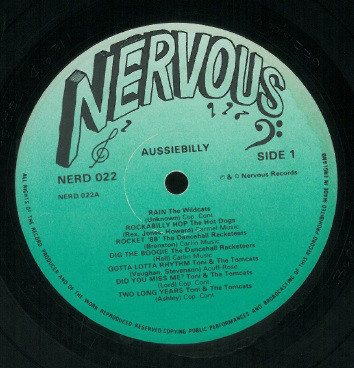 NERVOUS
AUSSIEBILLY
NERD 022
SIDE 1
NERD 022A
℗ & © Nervous Records
RAIN The Wildcats
(Unknown) Cop. Cont.
ROCKABILLY HOP The Hot Dogs
(Rex, Jonas, Howard) Carmel Music
ROCKET '88' The Dancehall Racketeers
(Brenston) Carlin Music
DIG THE BOOGIE The Dancehall Racketeers
(Hall) Carlin Music
GOTTA LOTTA RHYTHM Toni & The Tomcats
(Vaughan, Stevenson) Acuff-Rose
DID YOU MISS ME? Toni & The Tomcats
(Lord) Cop. Cont.
TWO LONG YEARS Toni & The Tomcats
(Ashley) Cop. Cont.
ALL RIGHTS OF THE RECORD PRODUCER AND OF THE OWNER OF THE WORK REPRODUCED RESERVED COPYING PUBLIC PERFORMANCES AND BROADCASTING OF THIS RECORD PROHIBITED MADE IN ENGLAND